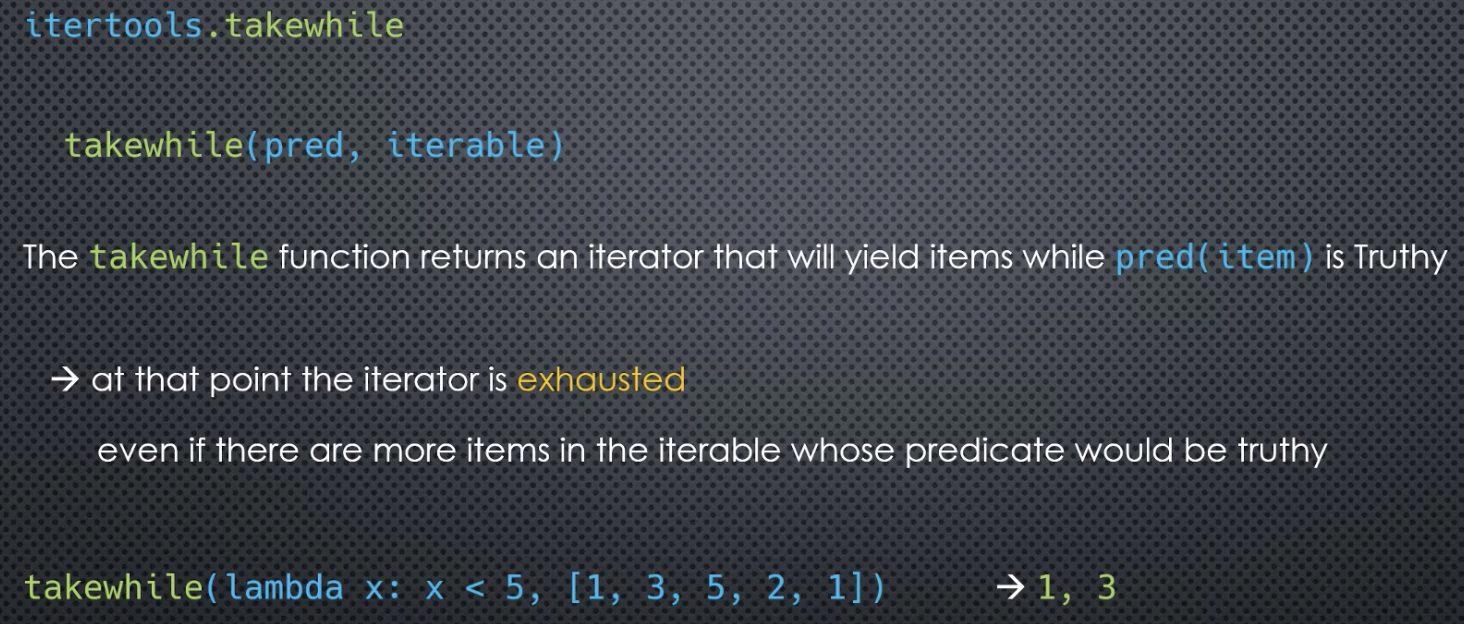 itertools.takewhile
takewhile(pred, iterable)
The takewhile function returns an iterator that will yield items while pred(item) is Truthy
→ at that point the iterator is exhausted
even if there are more items in the iterable whose predicate would be truthy
takewhile(lambda x: x < 5, [1, 3, 5, 2, 1]) → 1, 3